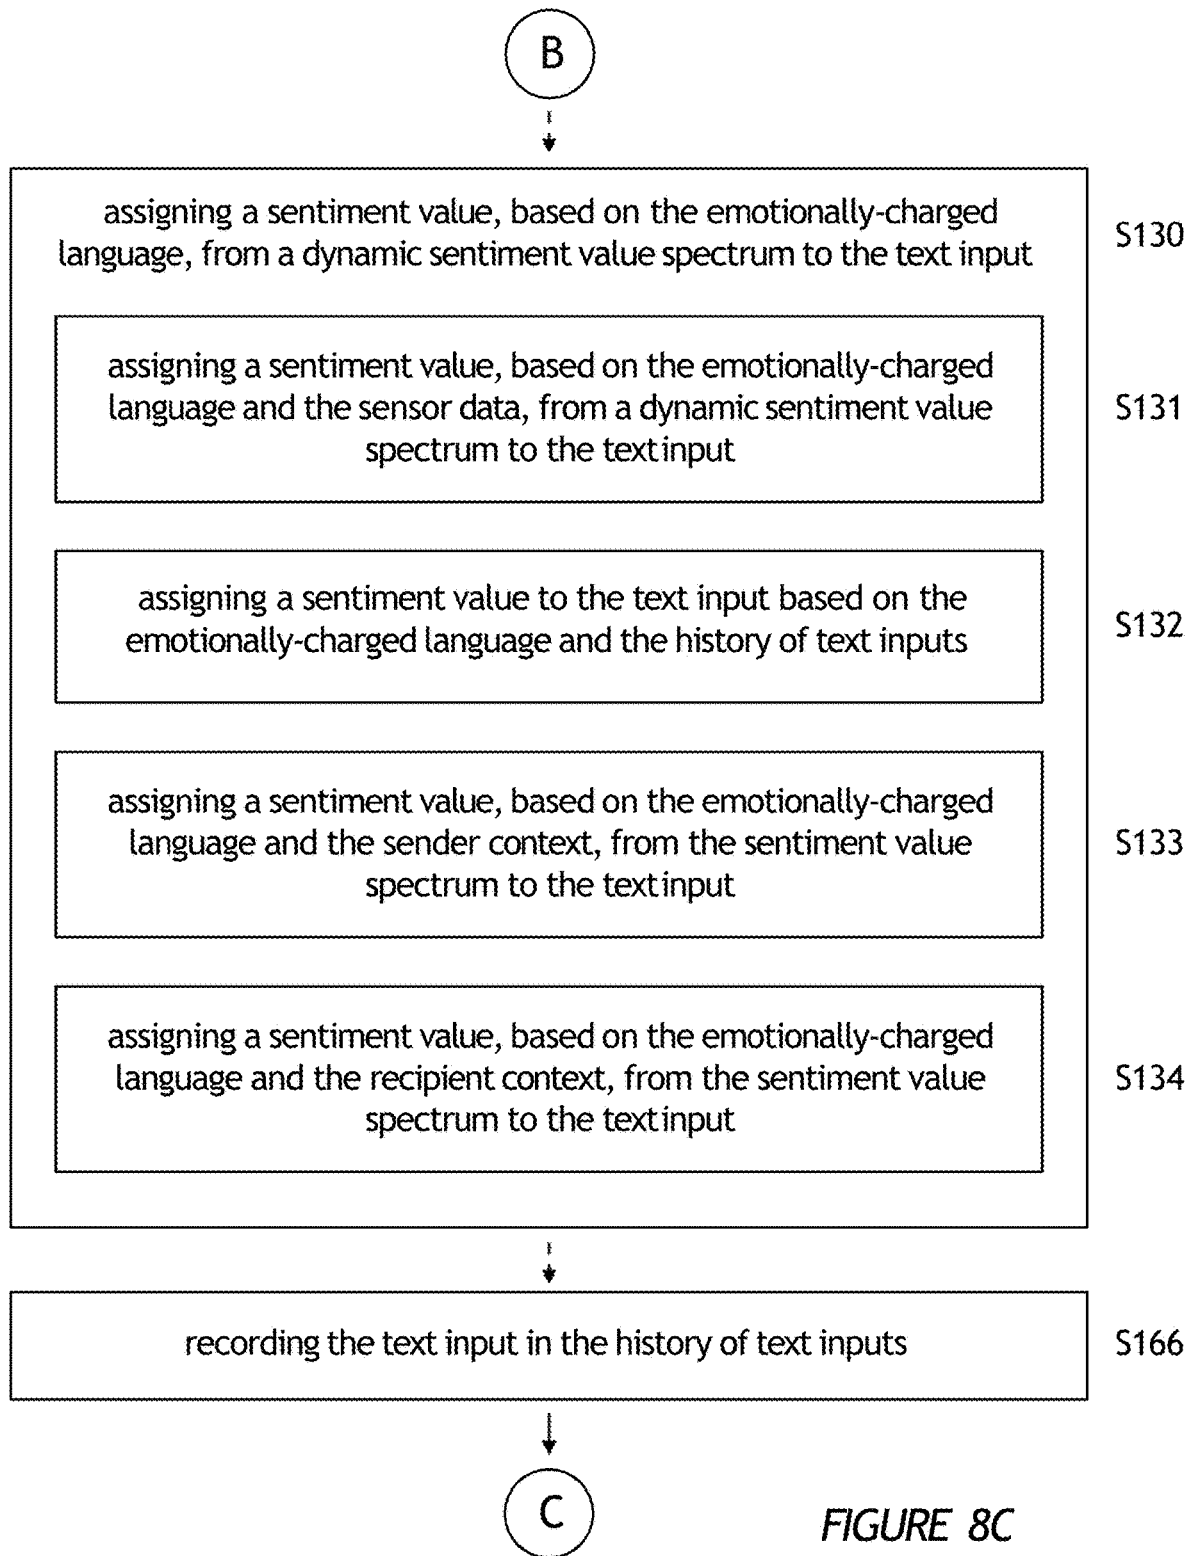 B
assigning a sentiment value, based on the emotionally-charged
language, from a dynamic sentiment value spectrum to the text input
S130
assigning a sentiment value, based on the emotionally-charged
language and the sensor data, from a dynamic sentiment value
spectrum to the text input
S131
assigning a sentiment value to the text input based on the
emotionally-charged language and the history of text inputs
S132
assigning a sentiment value, based on the emotionally-charged
language and the sender context, from the sentiment value
spectrum to the text input
S133
assigning a sentiment value, based on the emotionally-charged
language and the recipient context, from the sentiment value
spectrum to the text input
S134
recording the text input in the history of text inputs
S166
C
FIGURE 8C